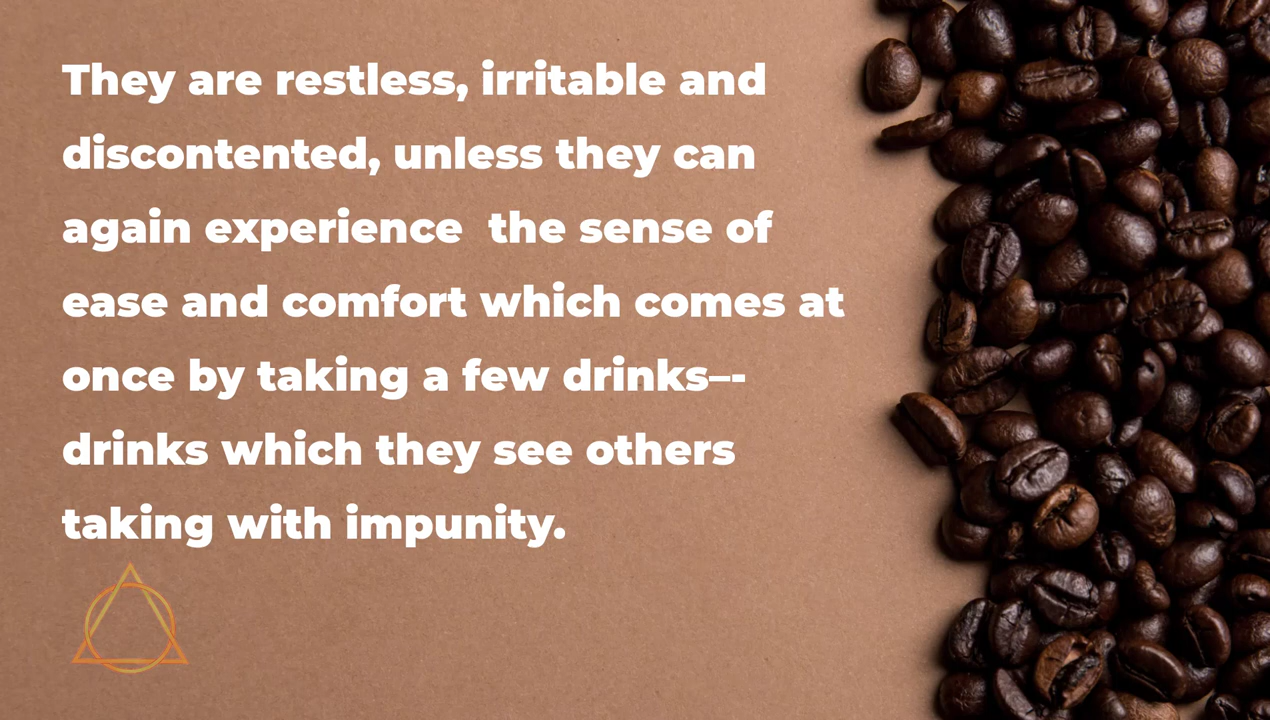 They are restless, irritable and
discontented, unless they can
again experience  the sense of
ease and comfort which comes at
once by taking a few drinks–-
drinks which they see others
taking with impunity.